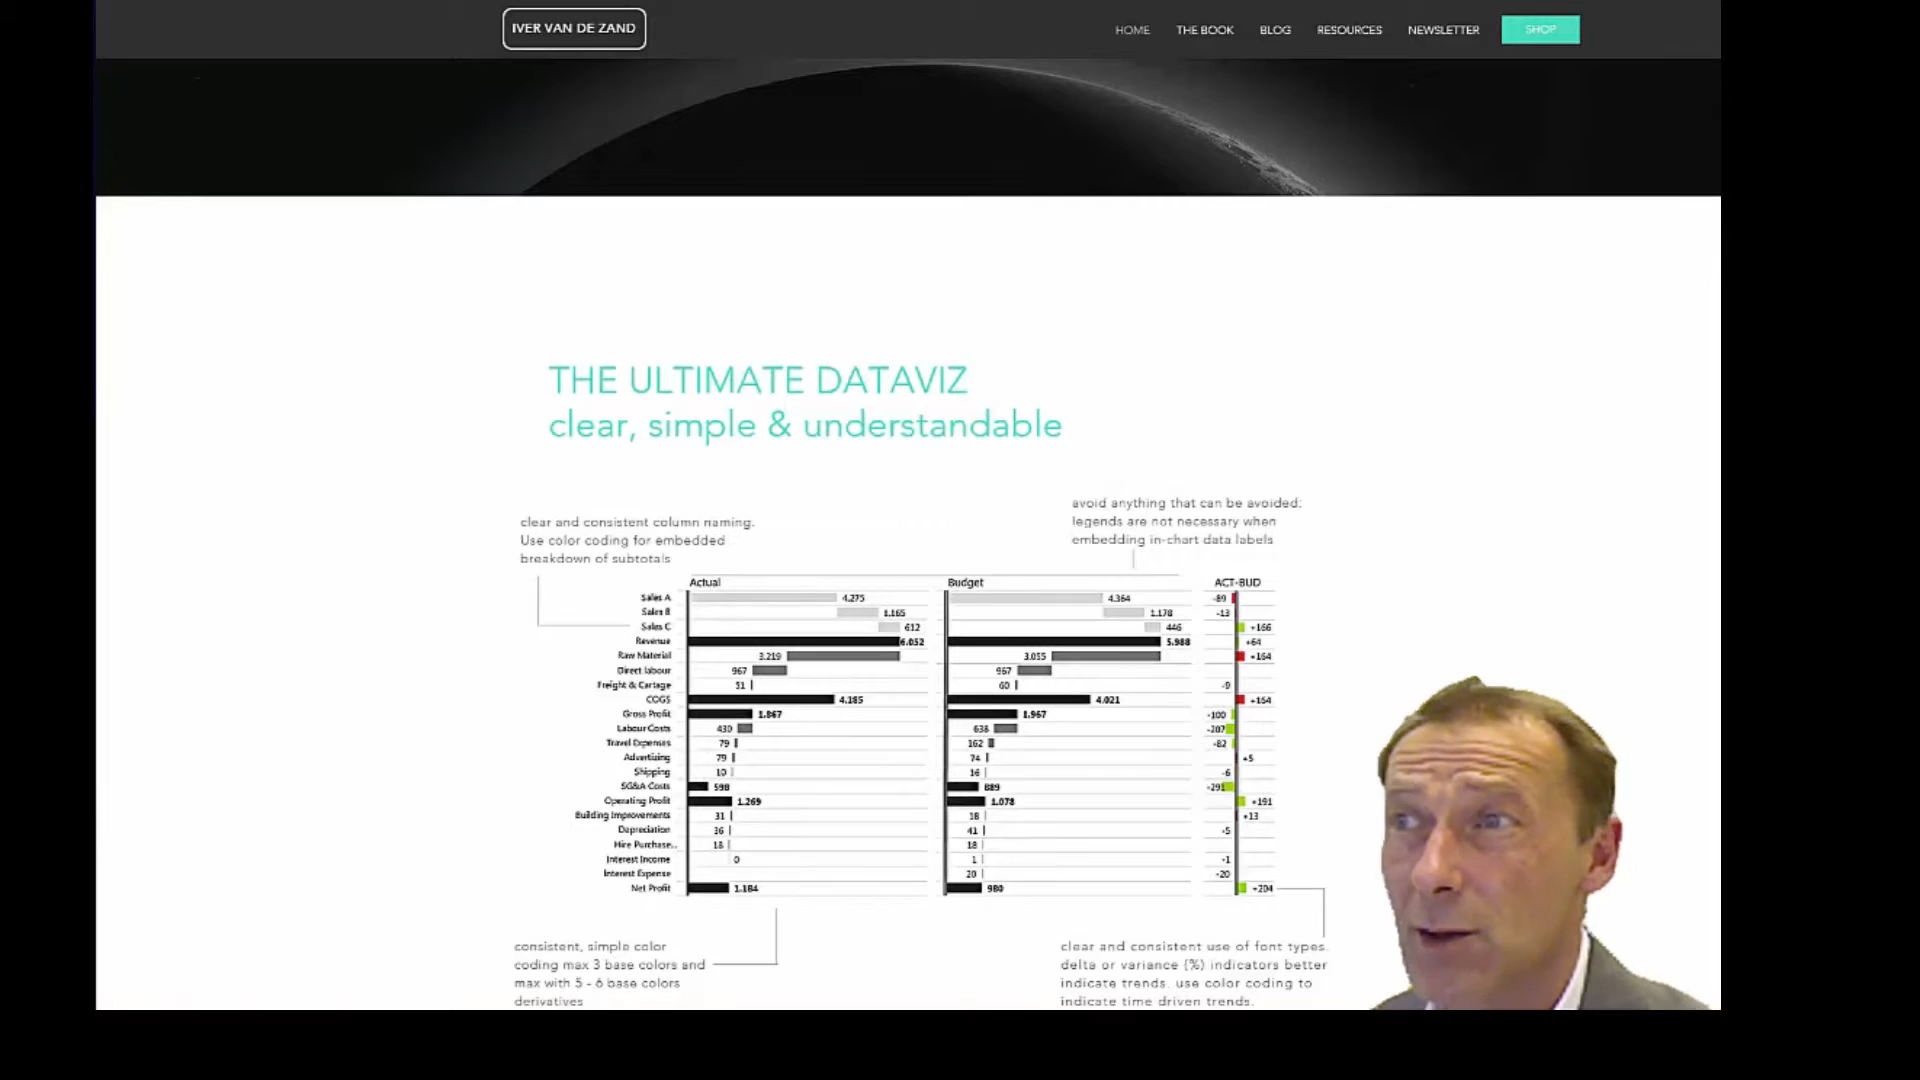 IVER VAN DE ZAND
HOME THE BOOK BLOG RESOURCES NEWSLETTER SHOP
THE ULTIMATE DATAVIZ
clear, simple & understandable
clear and consistent column naming.
Use color coding for embedded
breakdown of subtotals
avoid anything that can be avoided:
legends are not necessary when
embedding in-chart data labels
Actual Budget ACT-BUD
Sales A 4.275 4.364 -89
Sales B 1.165 1.178 -13
Sales C 612 446 +166
Revenue 6.052 5.988 +64
Raw Material 3.219 3.055 +164
Direct labour 967 967
Freight & Cartage 51 60 -9
COGS 4.185 4.021 +164
Gross Profit 1.867 1.967 -100
Labour Costs 430 638 -207
Travel Expenses 79 162 -82
Advertizing 79 74 +5
Shipping 10 16 -6
SG&A Costs 598 889 -291
Operating Profit 1.269 1.078 +191
Building Improvements 31 18 +13
Depreciation 36 41 -5
Hire Purchase.. 18 18
Interest Income 0 1 -1
Interest Expense 20 -20
Net Profit 1.184 980 +204
consistent, simple color
coding max 3 base colors and
max with 5 - 6 base colors
derivatives
clear and consistent use of font types.
delta or variance (%) indicators better
indicate trends. use color coding to
indicate time driven trends.